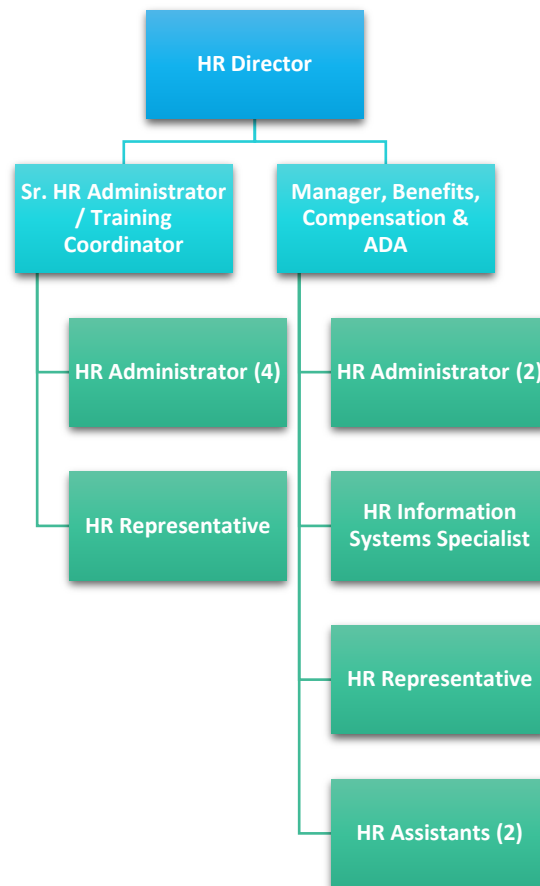 HR Director
Sr. HR Administrator
/ Training
Coordinator
Manager, Benefits,
Compensation &
ADA
HR Administrator (4)
HR Representative
HR Administrator (2)
HR Information
Systems Specialist
HR Representative
HR Assistants (2)